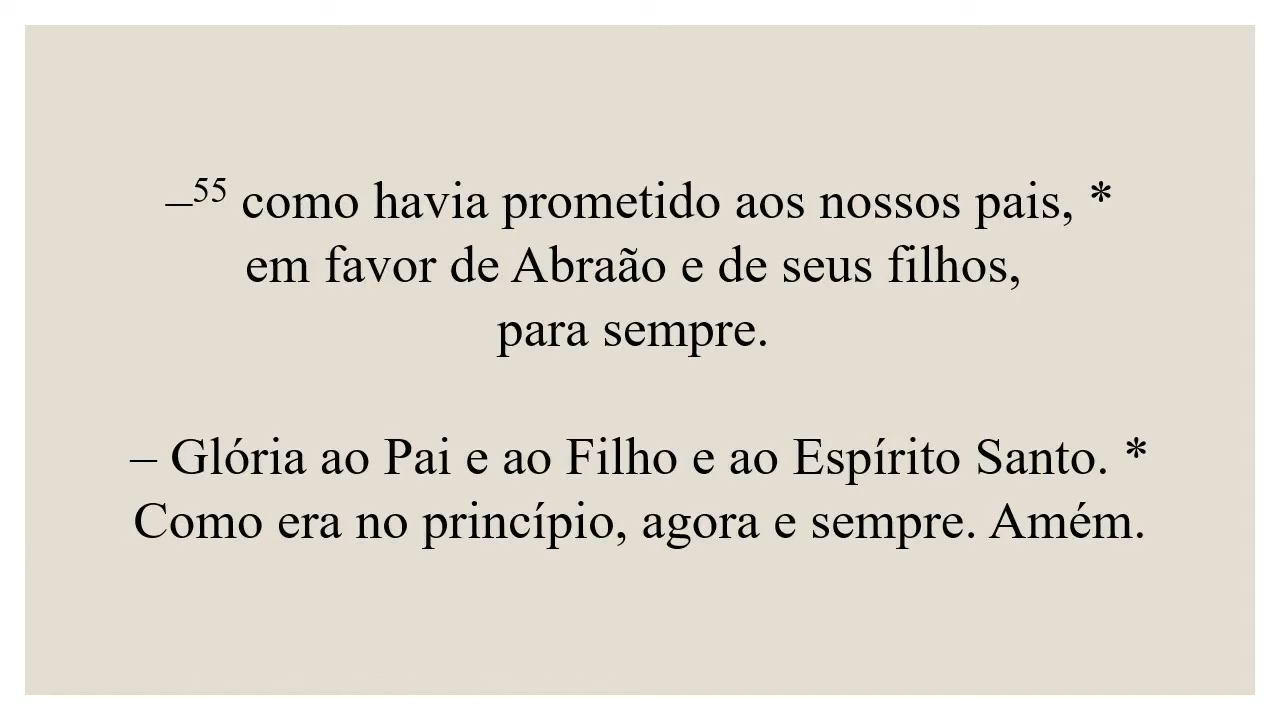 –⁵⁵ como havia prometido aos nossos pais, *
em favor de Abraão e de seus filhos,
para sempre.
– Glória ao Pai e ao Filho e ao Espírito Santo. *
Como era no princípio, agora e sempre. Amém.